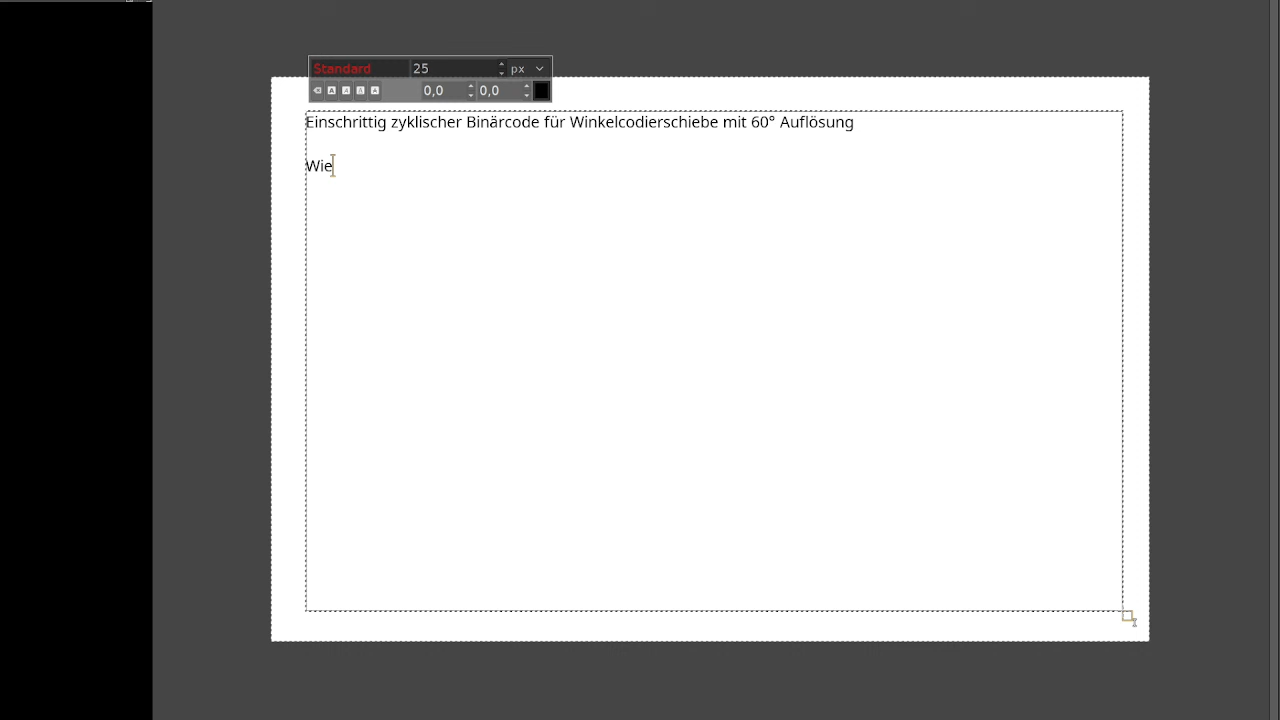 Standard 25 px
0,0 0,0
Einschrittig zyklischer Binärcode für Winkelcodierschiebe mit 60° Auflösung
Wie